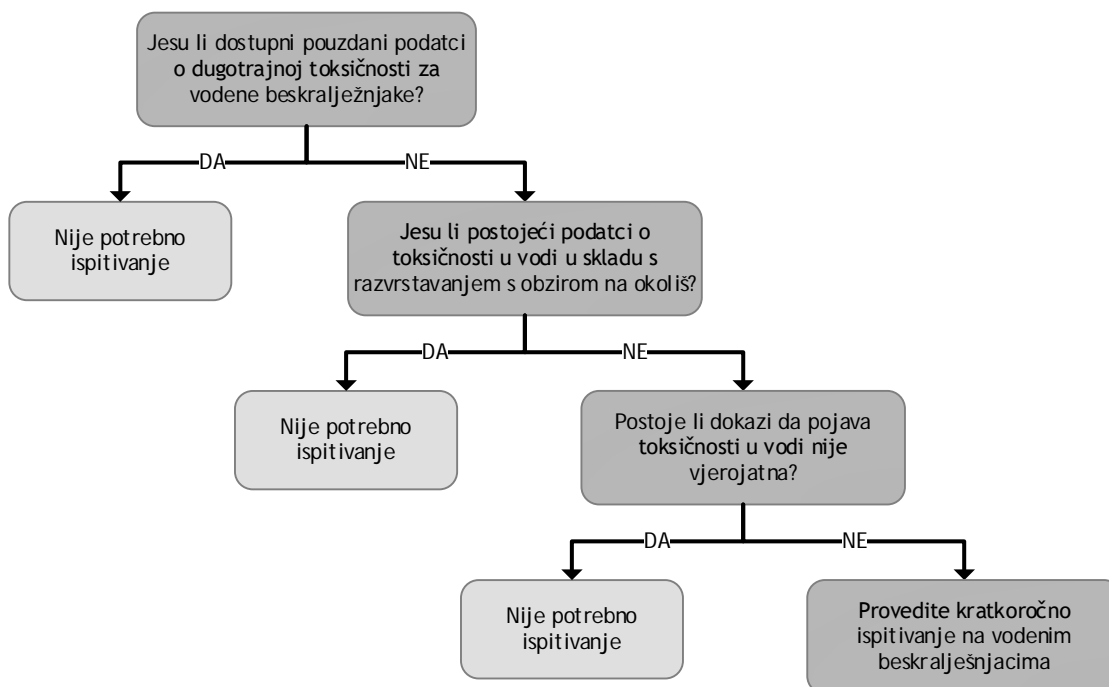 Jesu li dostupni pouzdani podatci
o dugotrajnoj toksičnosti za
vodene beskralježnjake?
DA
NE
Nije potrebno
ispitivanje
Jesu li postojeći podatci o
toksičnosti u vodi u skladu s
razvrstavanjem s obzirom na okoliš?
DA
NE
Nije potrebno
ispitivanje
Postoje li dokazi da pojava
toksičnosti u vodi nije
vjerojatna?
DA
NE
Nije potrebno
ispitivanje
Provedite kratkoročno
ispitivanje na vodenim
beskralješnjacima